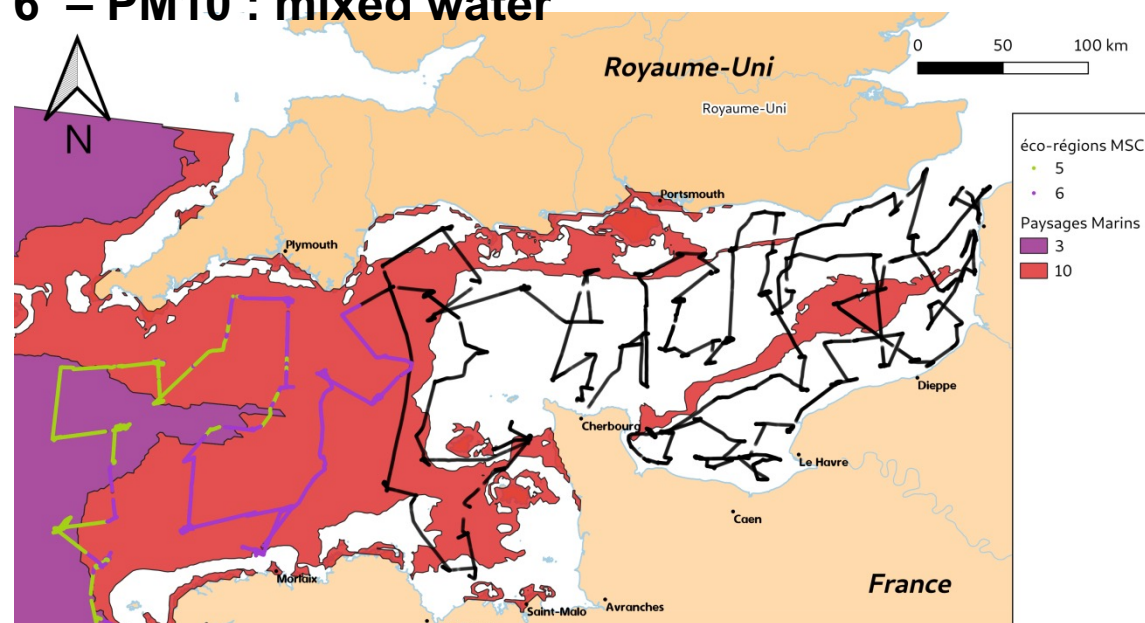 6 – PM10 : mixed water
0 50 100 km
Royaume-Uni
Royaume-Uni
N
éco-régions MSC
5
6
Paysages Marins
3
10
Portsmouth
Plymouth
Dieppe
Cherbourg
Le Havre
Caen
Morlaix
France
Saint-Malo
Avranches